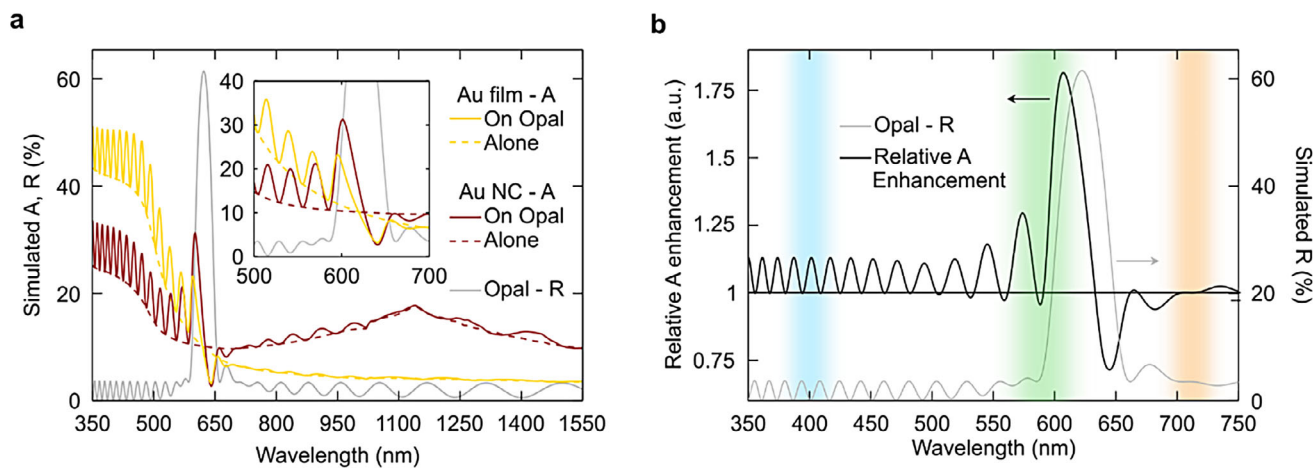 a
Simulated A, R (%)
60
40
20
0
350 500 650 800 950 1100 1250 1400 1550
Wavelength (nm)
40
30
20
10
0
500 600 700
Au film - A
On Opal
Alone
Au NC - A
On Opal
Alone
Opal - R
b
Relative A enhancement (a.u.)
1.75
1.5
1.25
1
0.75
350 400 450 500 550 600 650 700 750
Wavelength (nm)
Opal - R
Relative A
Enhancement
60
40
20
0
Simulated R (%)